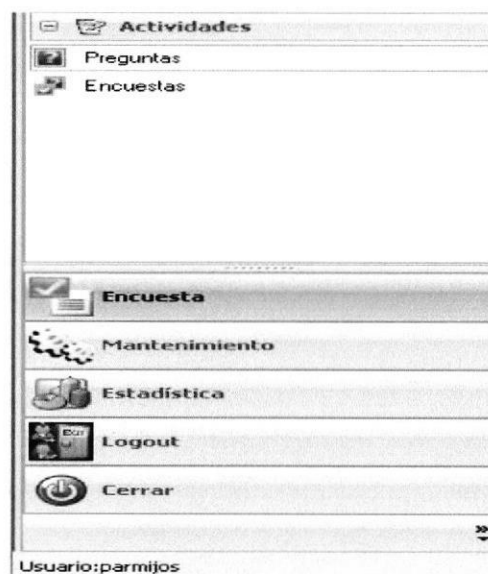 Actividades
Preguntas
Encuestas
Encuesta
Mantenimiento
Estadística
Logout
Cerrar
Usuario:parmijos